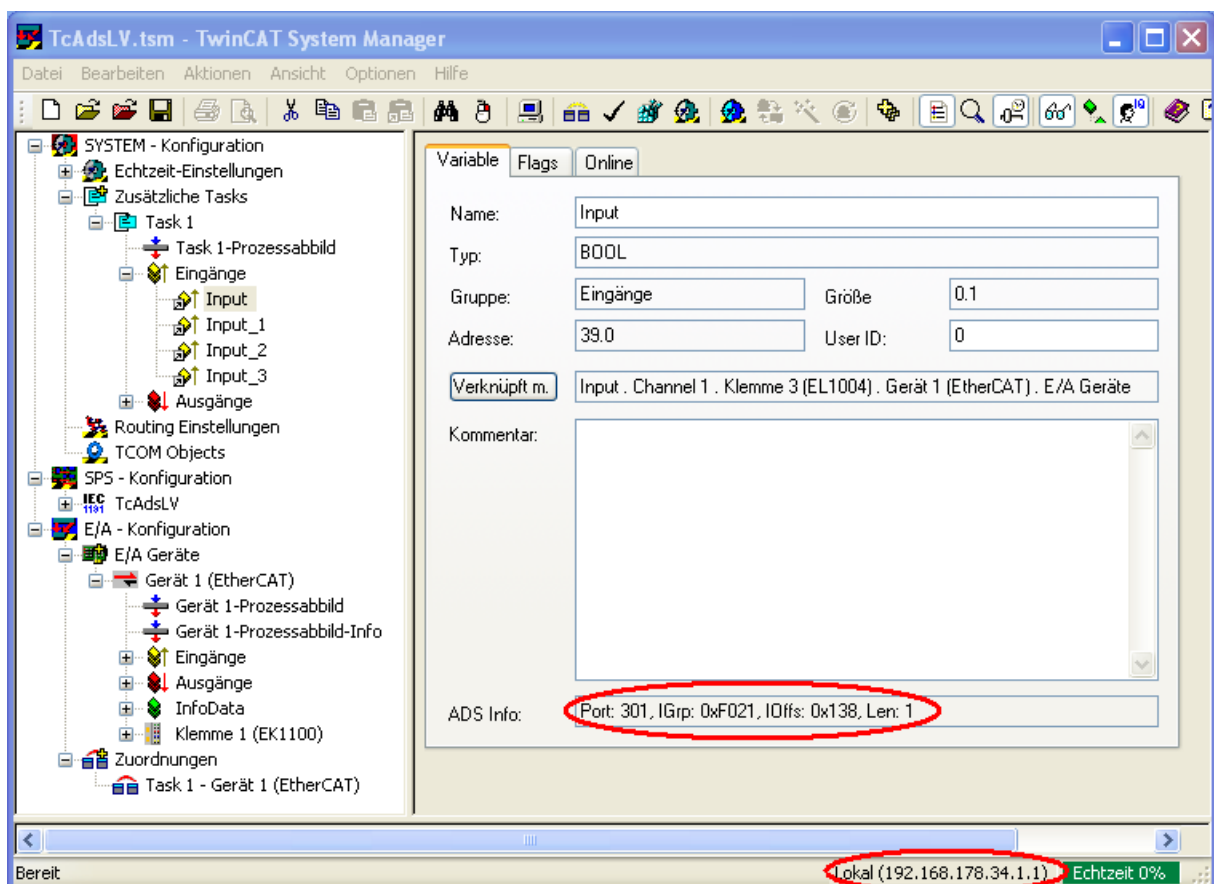 TcAdsLV.tsm - TwinCAT System Manager
Datei Bearbeiten Aktionen Ansicht Optionen Hilfe
SYSTEM - Konfiguration
Echtzeit-Einstellungen
Zusätzliche Tasks
Task 1
Task 1-Prozessabbild
Eingänge
Input
Input_1
Input_2
Input_3
Ausgänge
Routing Einstellungen
TCOM Objects
SPS - Konfiguration
IEC 1131 TcAdsLV
E/A - Konfiguration
E/A Geräte
Gerät 1 (EtherCAT)
Gerät 1-Prozessabbild
Gerät 1-Prozessabbild-Info
Eingänge
Ausgänge
InfoData
Klemme 1 (EK1100)
Zuordnungen
Task 1 - Gerät 1 (EtherCAT)
Variable Flags Online
Name: Input
Typ: BOOL
Gruppe: Eingänge Größe 0.1
Adresse: 39.0 User ID: 0
Verknüpft m. Input . Channel 1 . Klemme 3 (EL1004) . Gerät 1 (EtherCAT) . E/A Geräte
Kommentar:
ADS Info: Port: 301, IGrp: 0xF021, IOffs: 0x138, Len: 1
Bereit Lokal (192.168.178.34.1.1) Echtzeit 0%